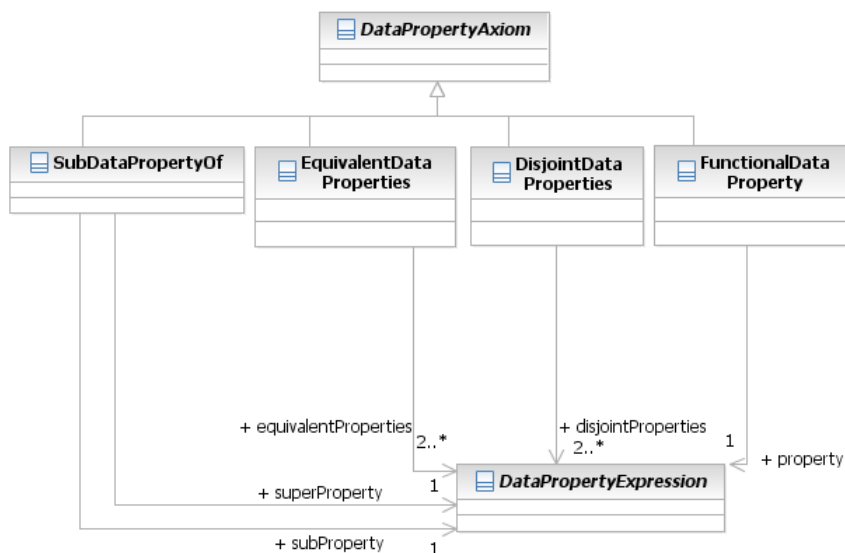 DataPropertyAxiom
SubDataPropertyOf
EquivalentData
Properties
DisjointData
Properties
FunctionalData
Property
+ equivalentProperties
2..*
+ disjointProperties
2..*
1
+ property
1
+ superProperty
DataPropertyExpression
+ subProperty
1